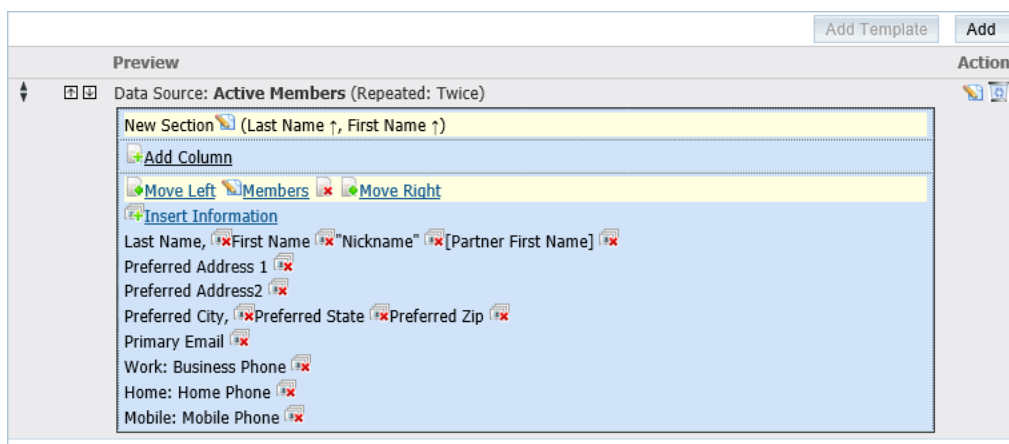 Add Template Add
Preview Action
Data Source: Active Members (Repeated: Twice)
New Section (Last Name ↑, First Name ↑)
Add Column
Move Left Members Move Right
Insert Information
Last Name, First Name "Nickname" [Partner First Name]
Preferred Address 1
Preferred Address2
Preferred City, Preferred State Preferred Zip
Primary Email
Work: Business Phone
Home: Home Phone
Mobile: Mobile Phone